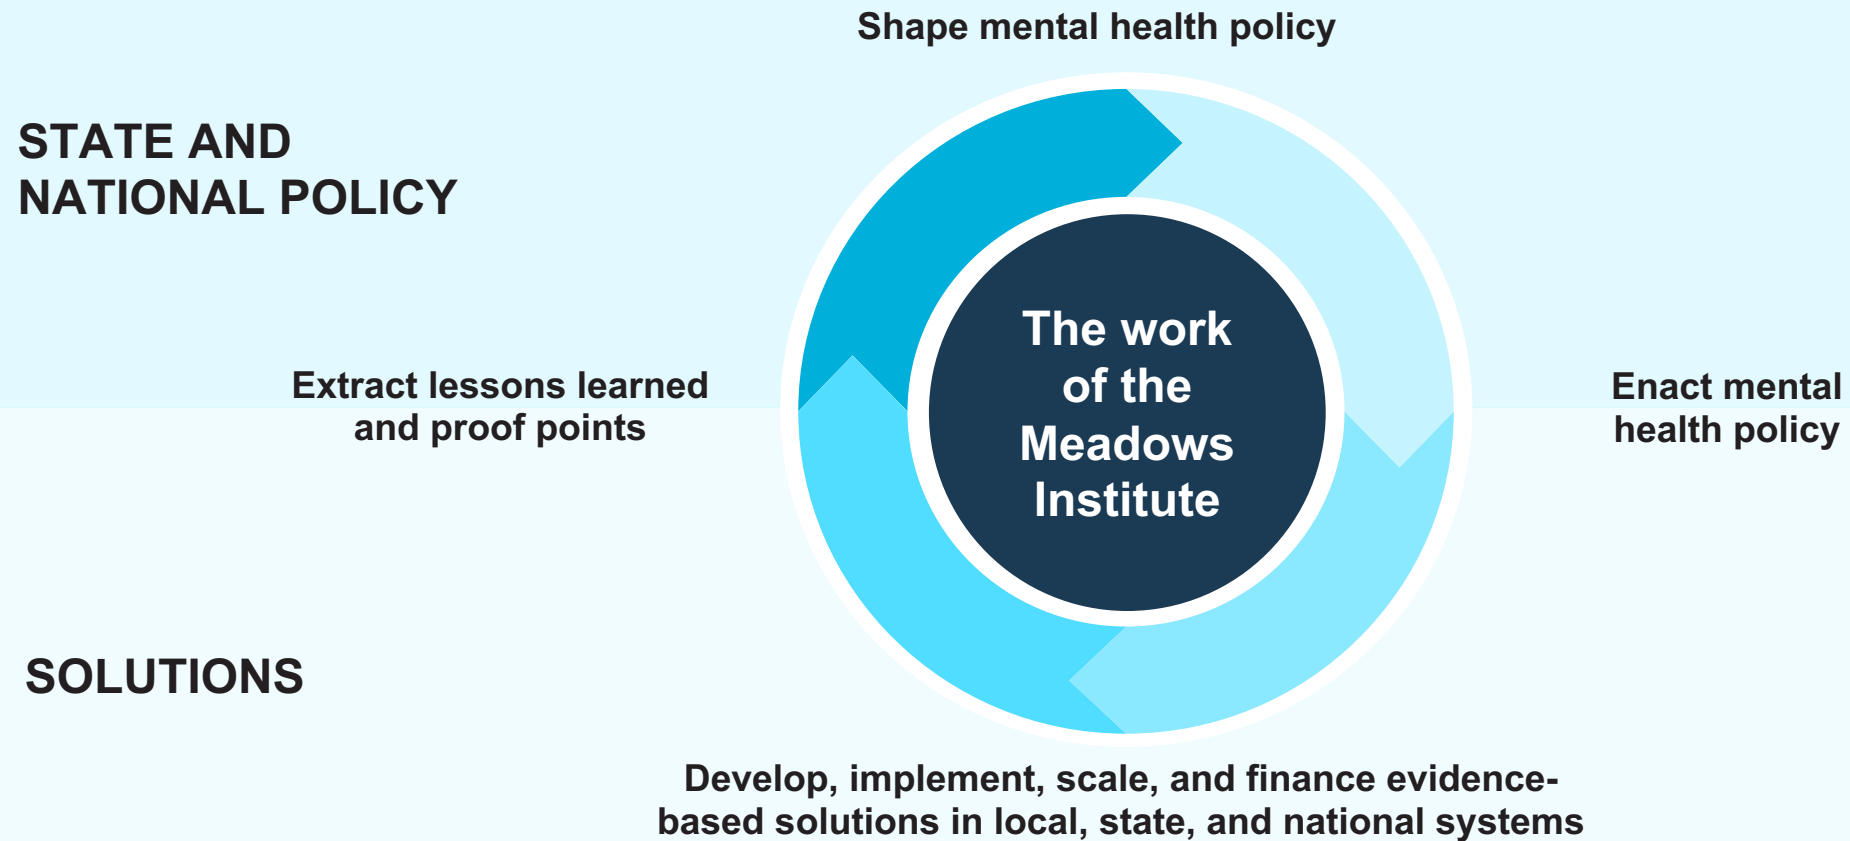 Shape mental health policy
STATE AND
NATIONAL POLICY
The work
of the
Meadows
Institute
Extract lessons learned
and proof points
Enact mental
health policy
SOLUTIONS
Develop, implement, scale, and finance evidence-
based solutions in local, state, and national systems